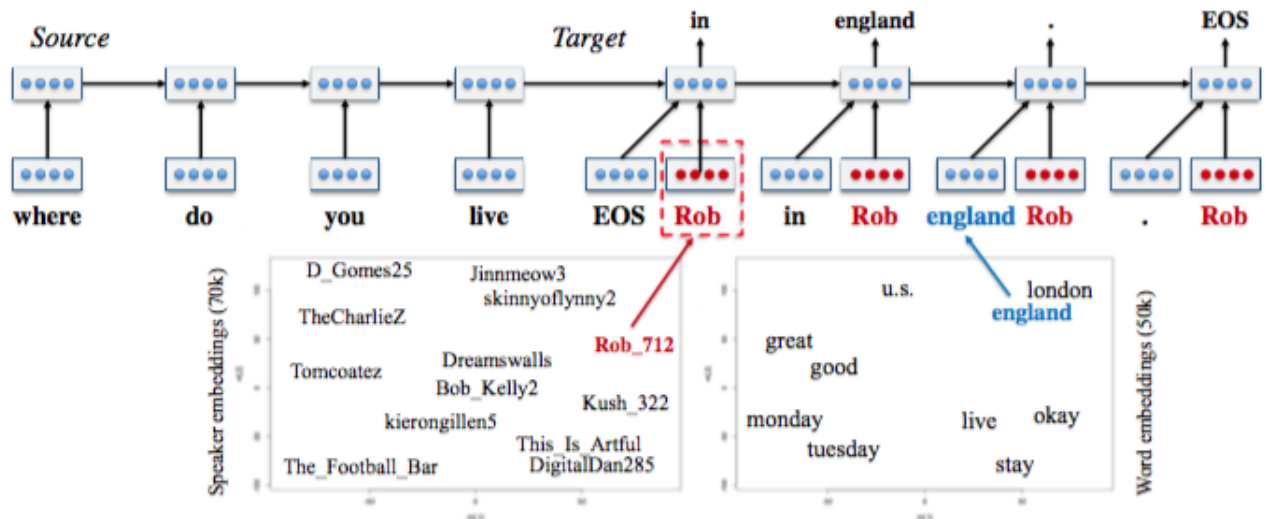 Source
Target
in england . EOS
where do you live EOS Rob in Rob england Rob . Rob
Speaker embeddings (70k)
D_Gomes25
Jinnmeow3
skinnyoflynny2
TheCharlieZ
Rob_712
Dreamswalls
Tomcoatez
Bob_Kelly2
Kush_322
kierongillen5
This_Is_Artful
The_Football_Bar
DigitalDan285
u.s.
london
england
great
good
monday
live
okay
tuesday
stay
Word embeddings (50k)